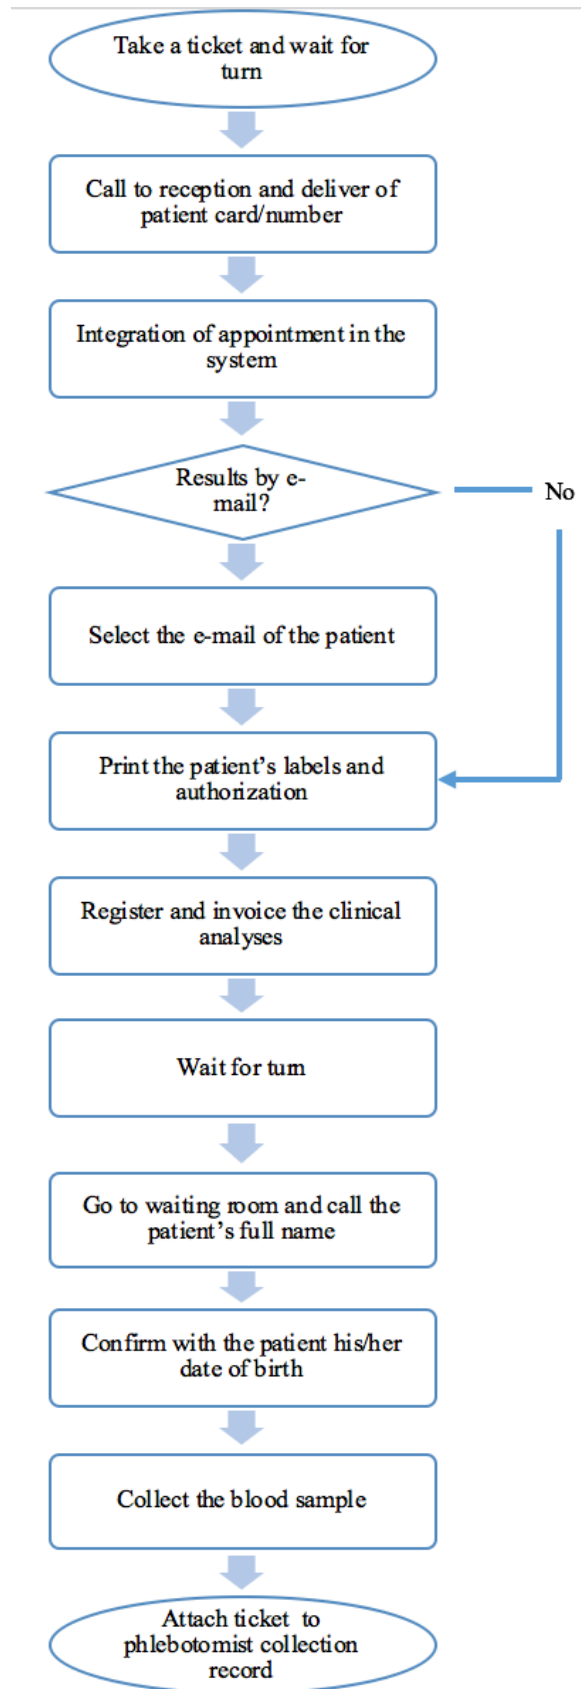 Take a ticket and wait for
turn
Call to reception and deliver of
patient card/number
Integration of appointment in the
system
Results by e-
mail?
No
Select the e-mail of the patient
Print the patient's labels and
authorization
Register and invoice the clinical
analyses
Wait for turn
Go to waiting room and call the
patient's full name
Confirm with the patient his/her
date of birth
Collect the blood sample
Attach ticket to
phlebotomist collection
record